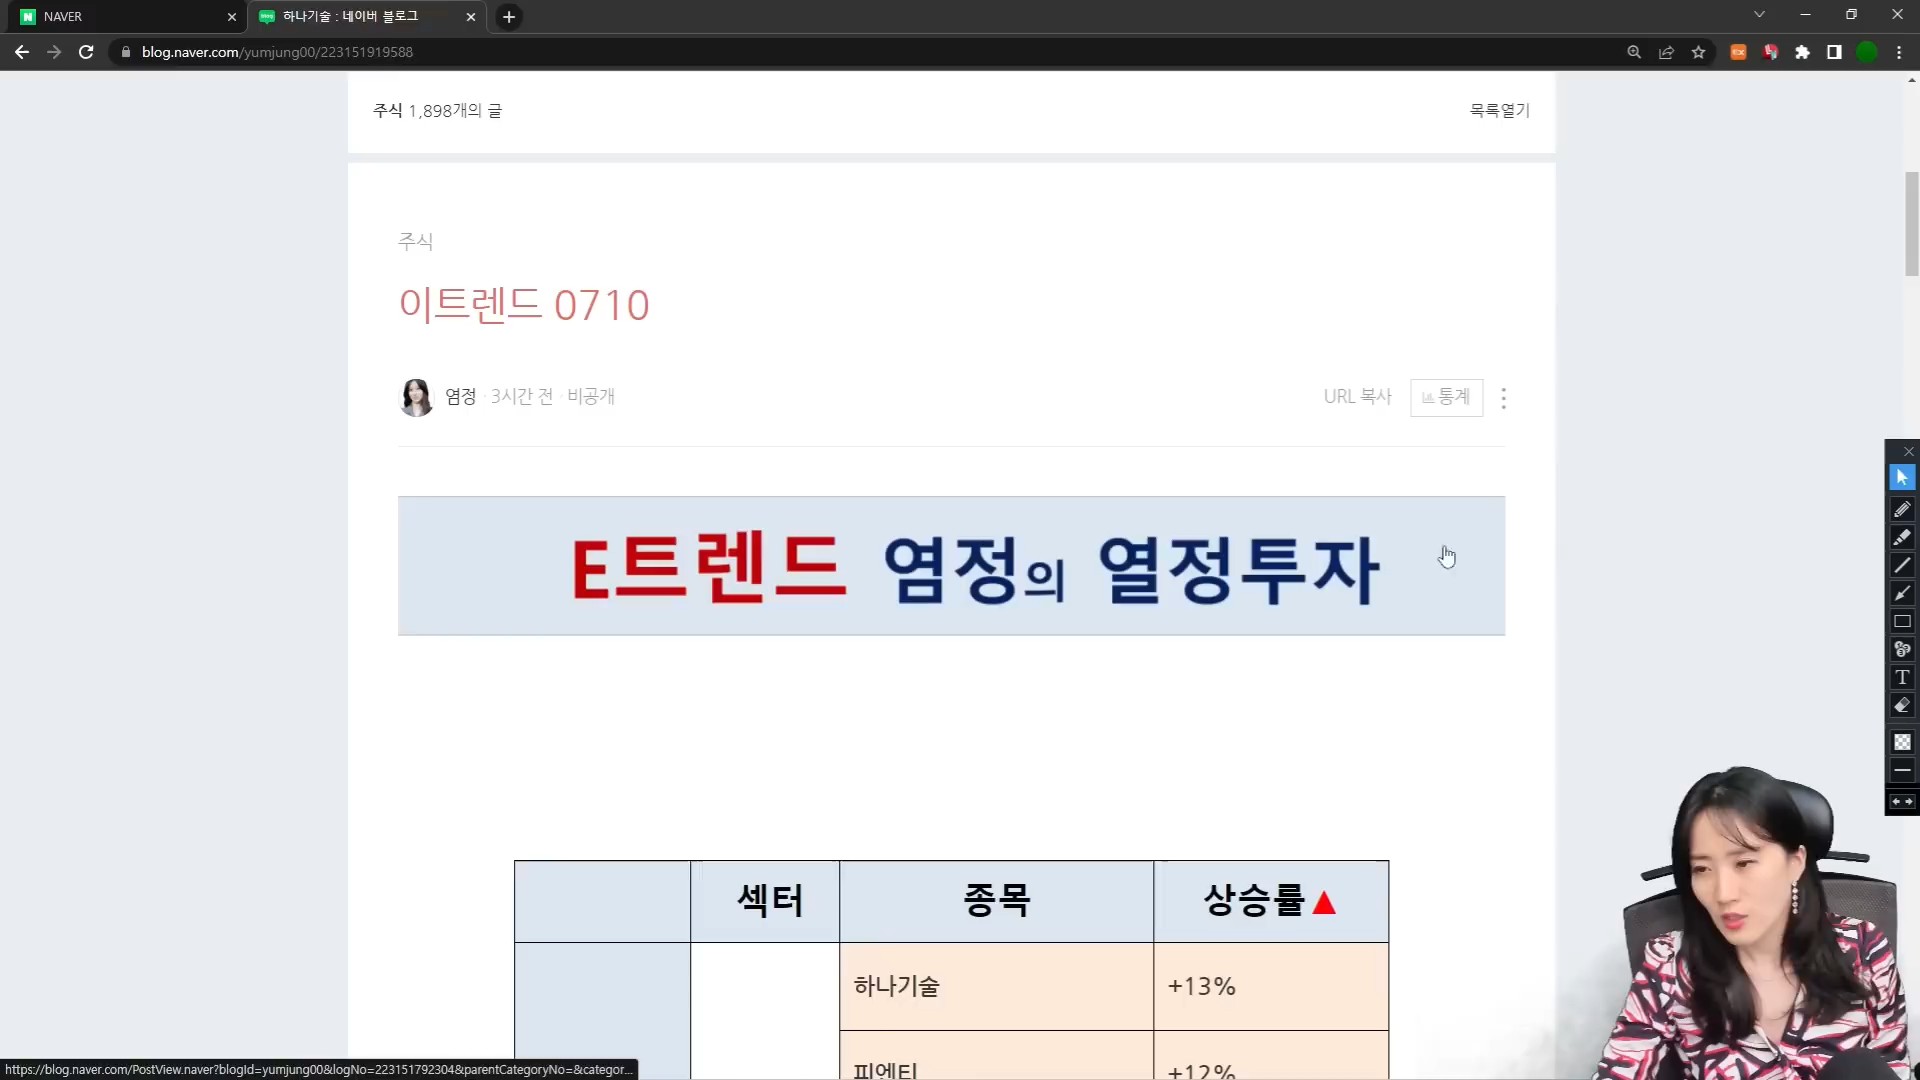 NAVER
하나기술 : 네이버 블로그
blog.naver.com/yumjung00/223151919588
주식 1,898개의 글
목록열기
주식
이트렌드 0710
염정 · 3시간 전 · 비공개
URL 복사
통계
E트렌드 염정의 열정투자
섹터 종목 상승률▲
하나기술 +13%
피엔티 +12%
https://blog.naver.com/PostView.naver?blogId=yumjung00&logNo=223151792304&parentCategoryNo=&categor...